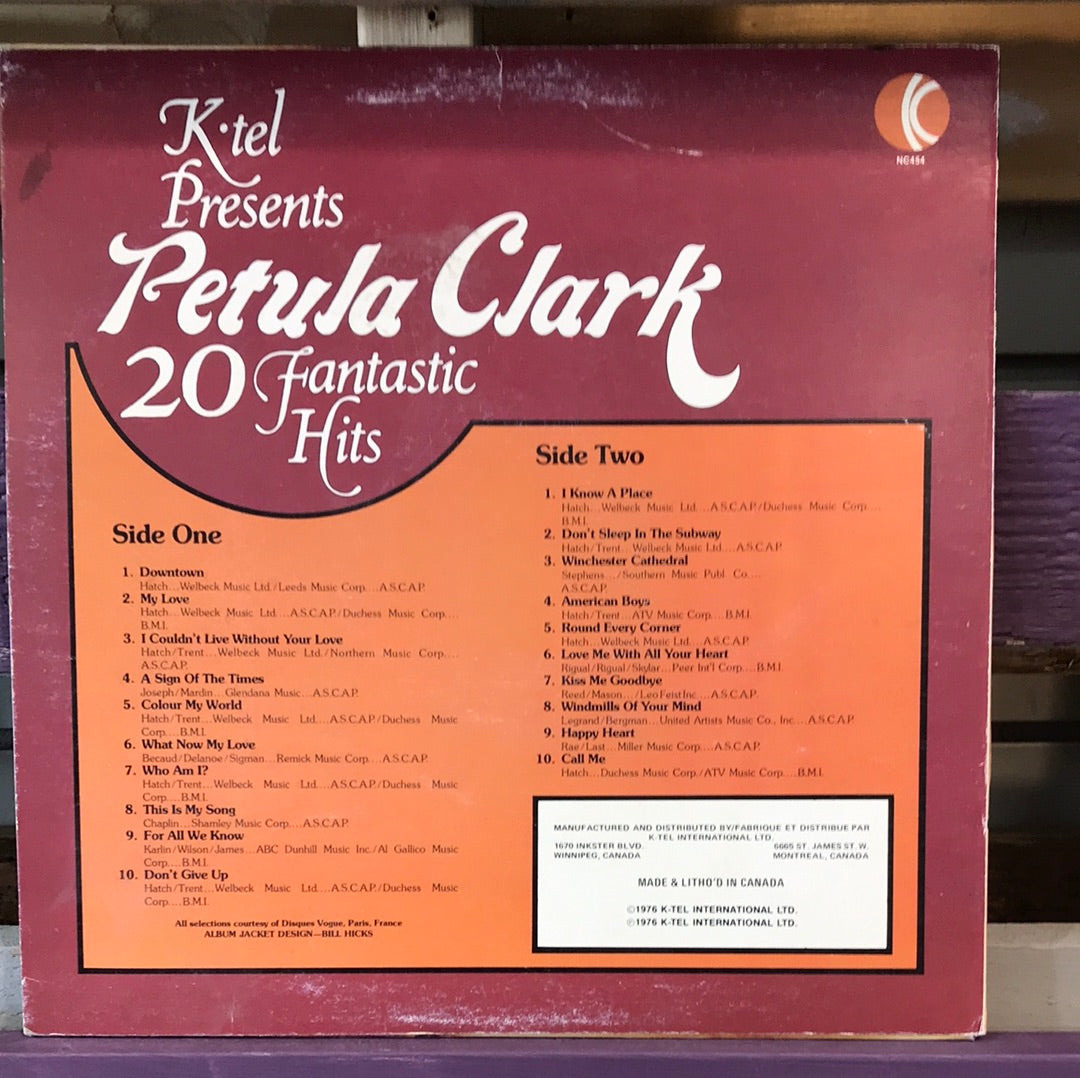 K·tel
Presents
Petula Clark
20 Fantastic
Hits
NC454
Side One
1. Downtown
Hatch...Welbeck Music Ltd./Leeds Music Corp....A.S.C.A.P.
2. My Love
Hatch...Welbeck Music Ltd....A.S.C.A.P./Duchess Music Corp....
B.M.I.
3. I Couldn't Live Without Your Love
Hatch/Trent...Welbeck Music Ltd./Northern Music Corp....
A.S.C.A.P.
4. A Sign Of The Times
Joseph/Mardin...Glendana Music...A.S.C.A.P.
5. Colour My World
Hatch/Trent...Welbeck Music Ltd....A.S.C.A.P./Duchess Music
Corp....B.M.I.
6. What Now My Love
Becaud/Delanoe/Sigman...Remick Music Corp....A.S.C.A.P.
7. Who Am I?
Hatch/Trent...Welbeck Music Ltd....A.S.C.A.P./Duchess Music
Corp....B.M.I.
8. This Is My Song
Chaplin...Shamley Music Corp....A.S.C.A.P.
9. For All We Know
Karlin/Wilson/James...ABC Dunhill Music Inc./Al Gallico Music
Corp....B.M.I.
10. Don't Give Up
Hatch/Trent...Welbeck Music Ltd....A.S.C.A.P./Duchess Music
Corp....B.M.I.
All selections courtesy of Disques Vogue, Paris, France
ALBUM JACKET DESIGN—BILL HICKS
Side Two
1. I Know A Place
Hatch...Welbeck Music Ltd....A.S.C.A.P./Duchess Music Corp....
B.M.I.
2. Don't Sleep In The Subway
Hatch/Trent...Welbeck Music Ltd....A.S.C.A.P.
3. Winchester Cathedral
Stephens.../Southern Music Publ. Co....
A.S.C.A.P.
4. American Boys
Hatch/Trent...ATV Music Corp....B.M.I.
5. Round Every Corner
Hatch...Welbeck Music Ltd....A.S.C.A.P.
6. Love Me With All Your Heart
Rigual/Rigual/Skylar...Peer Int'l Corp....B.M.I.
7. Kiss Me Goodbye
Reed/Mason.../Leo Feist Inc....A.S.C.A.P.
8. Windmills Of Your Mind
Legrand/Bergman...United Artists Music Co., Inc....A.S.C.A.P.
9. Happy Heart
Rae/Last...Miller Music Corp....A.S.C.A.P.
10. Call Me
Hatch...Duchess Music Corp./ATV Music Corp....B.M.I.
MANUFACTURED AND DISTRIBUTED BY/FABRIQUE ET DISTRIBUE PAR
K-TEL INTERNATIONAL LTD.
1670 INKSTER BLVD. 6665 ST. JAMES ST. W.
WINNIPEG, CANADA MONTREAL, CANADA
MADE & LITHO'D IN CANADA
©1976 K-TEL INTERNATIONAL LTD.
℗1976 K-TEL INTERNATIONAL LTD.